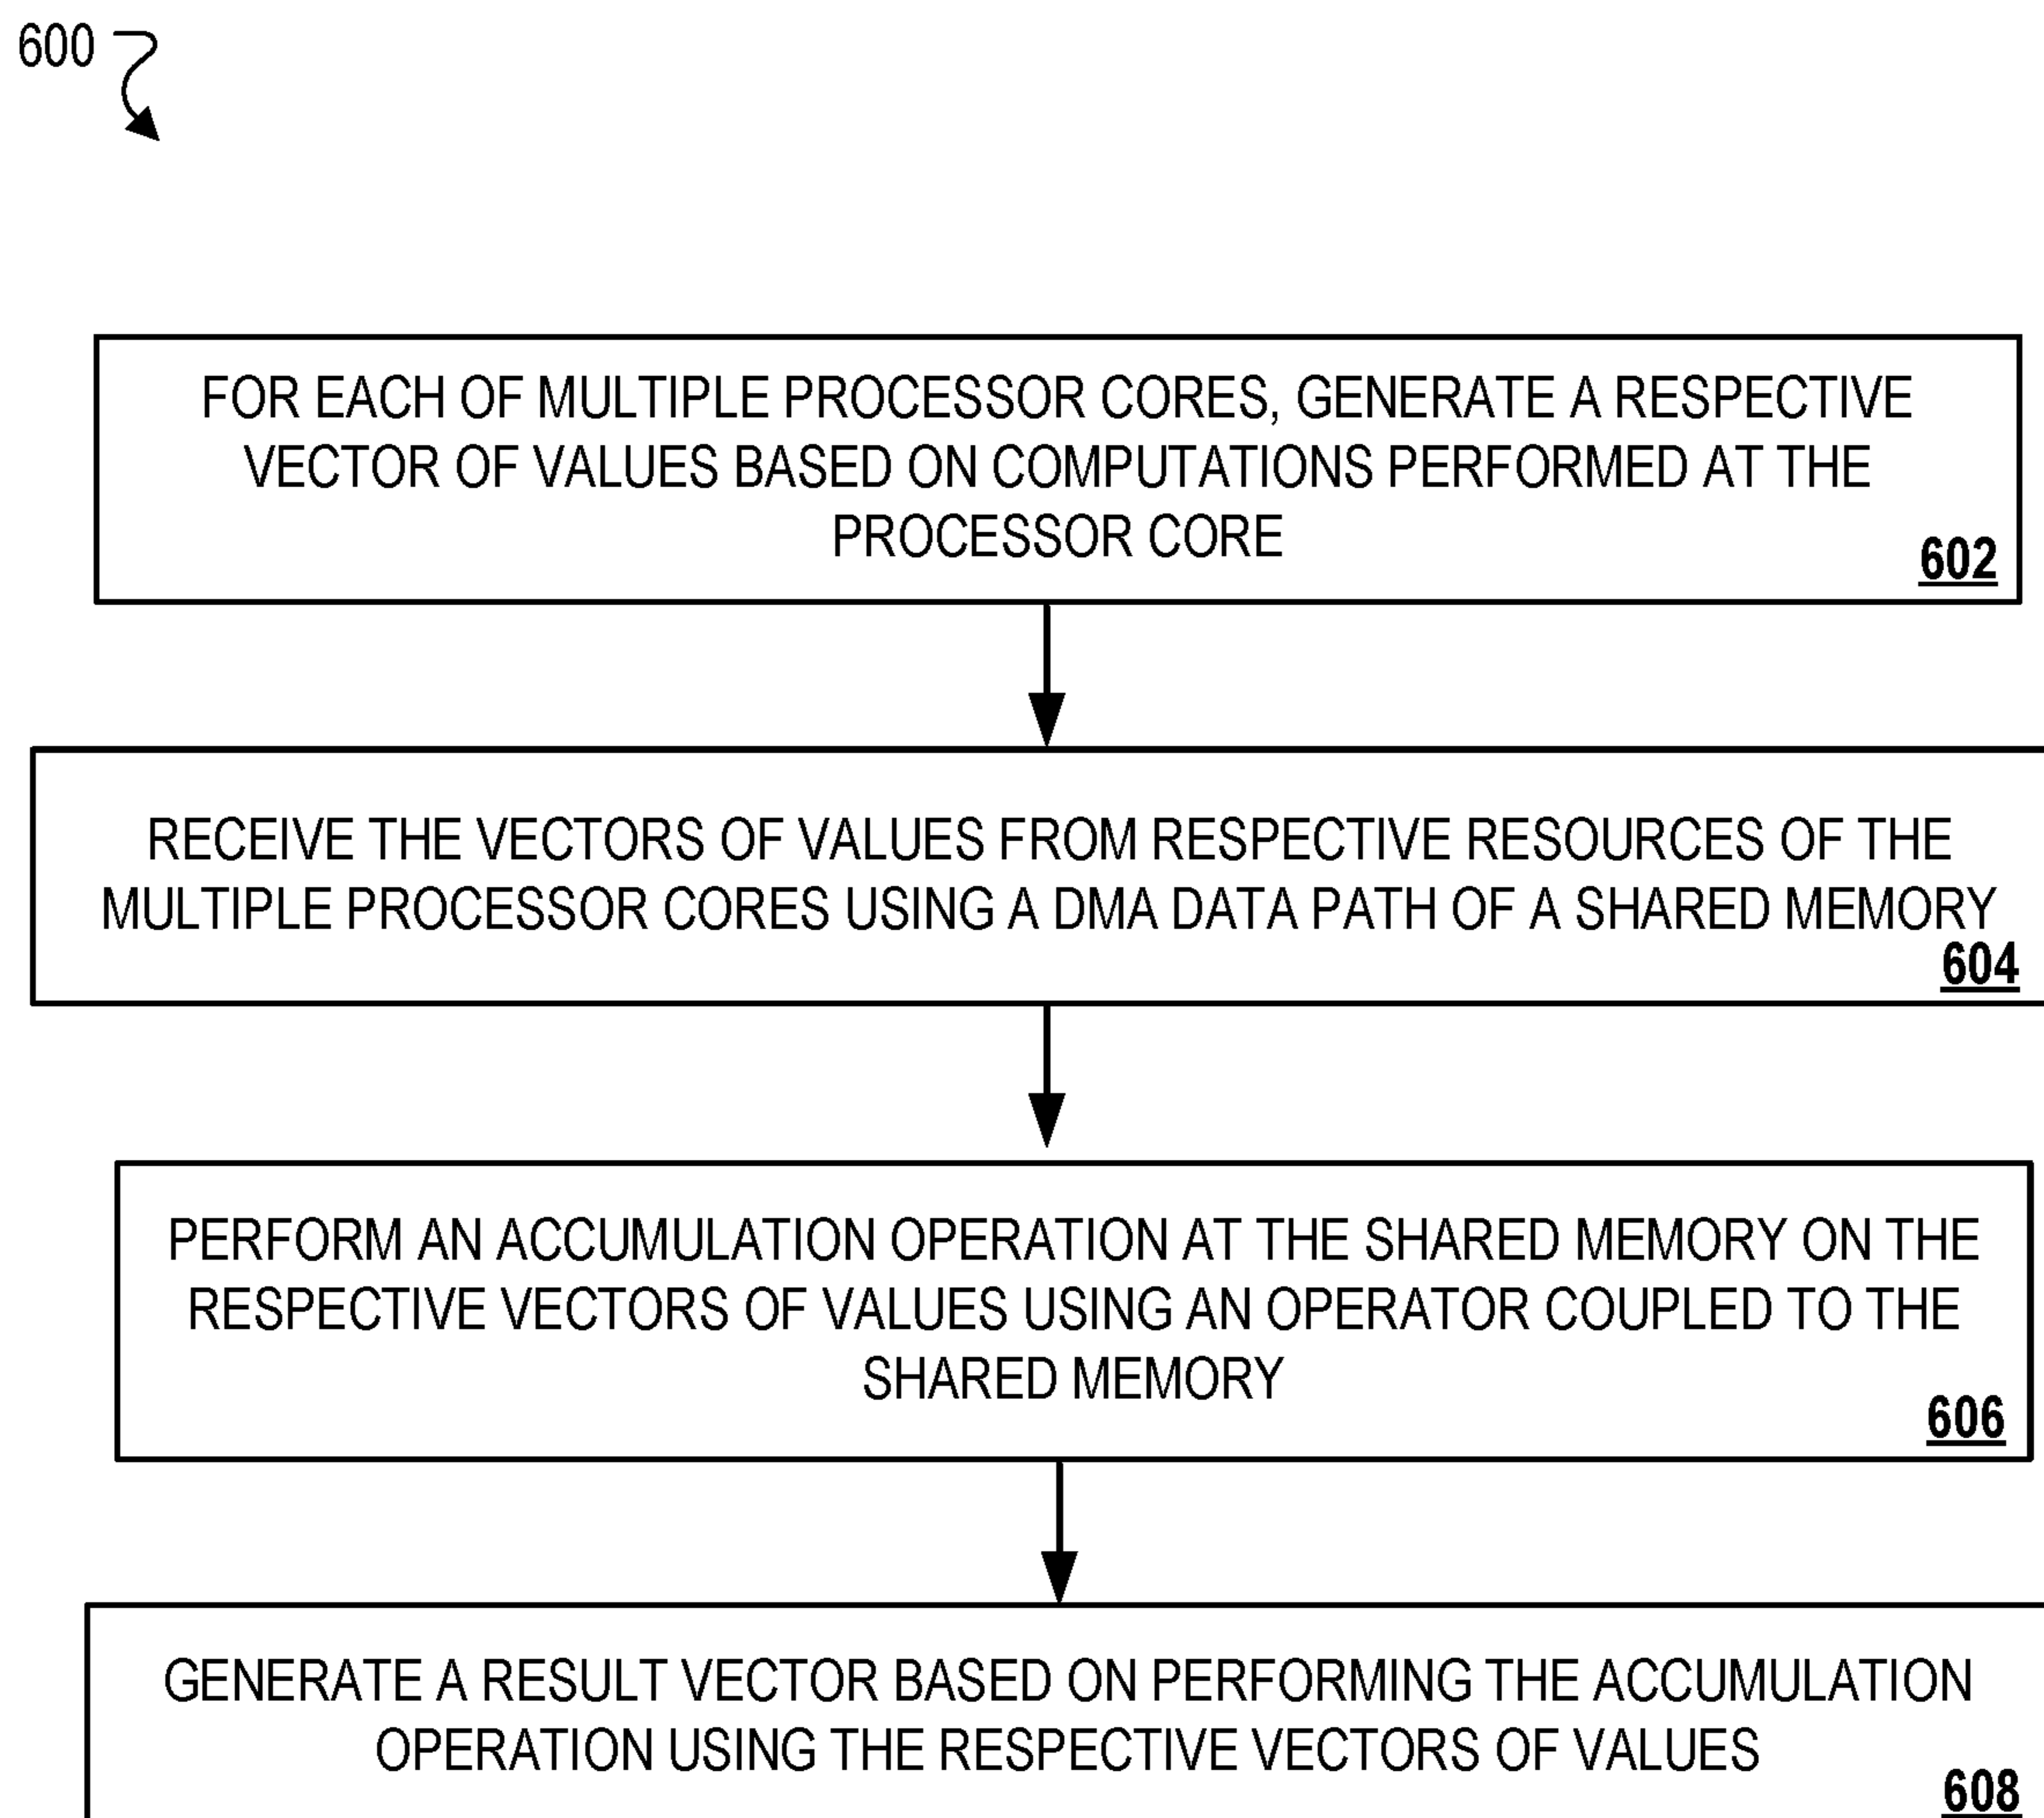 600
FOR EACH OF MULTIPLE PROCESSOR CORES, GENERATE A RESPECTIVE
VECTOR OF VALUES BASED ON COMPUTATIONS PERFORMED AT THE
PROCESSOR CORE
602
RECEIVE THE VECTORS OF VALUES FROM RESPECTIVE RESOURCES OF THE
MULTIPLE PROCESSOR CORES USING A DMA DATA PATH OF A SHARED MEMORY
604
PERFORM AN ACCUMULATION OPERATION AT THE SHARED MEMORY ON THE
RESPECTIVE VECTORS OF VALUES USING AN OPERATOR COUPLED TO THE
SHARED MEMORY
606
GENERATE A RESULT VECTOR BASED ON PERFORMING THE ACCUMULATION
OPERATION USING THE RESPECTIVE VECTORS OF VALUES
608